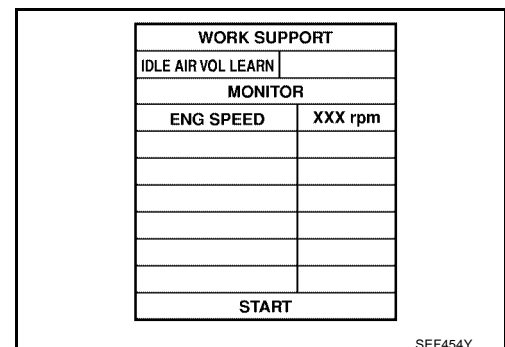 WORK SUPPORT
IDLE AIR VOL LEARN
MONITOR
ENG SPEED XXX rpm
START
SEF454Y